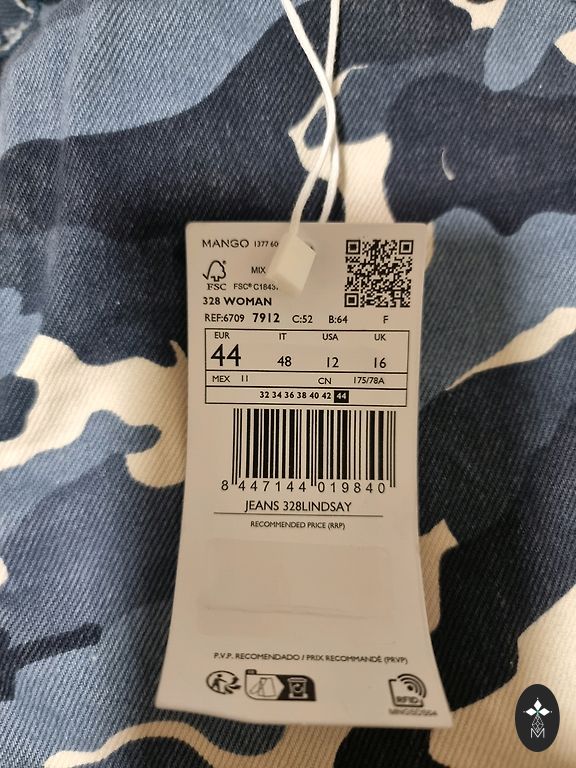 MANGO 1377 60
MIX
FSC FSC® C1843
328 WOMAN
REF:6709 7912 C:52 B:64 F
EUR IT USA UK
44 48 12 16
MEX 11 CN 175/78A
32 34 36 38 40 42 44
8 447144 019840
JEANS 328LINDSAY
RECOMMENDED PRICE (RRP)
P.V.P. RECOMENDADO / PRIX RECOMMANDÉ (PRVP)
RFID
M